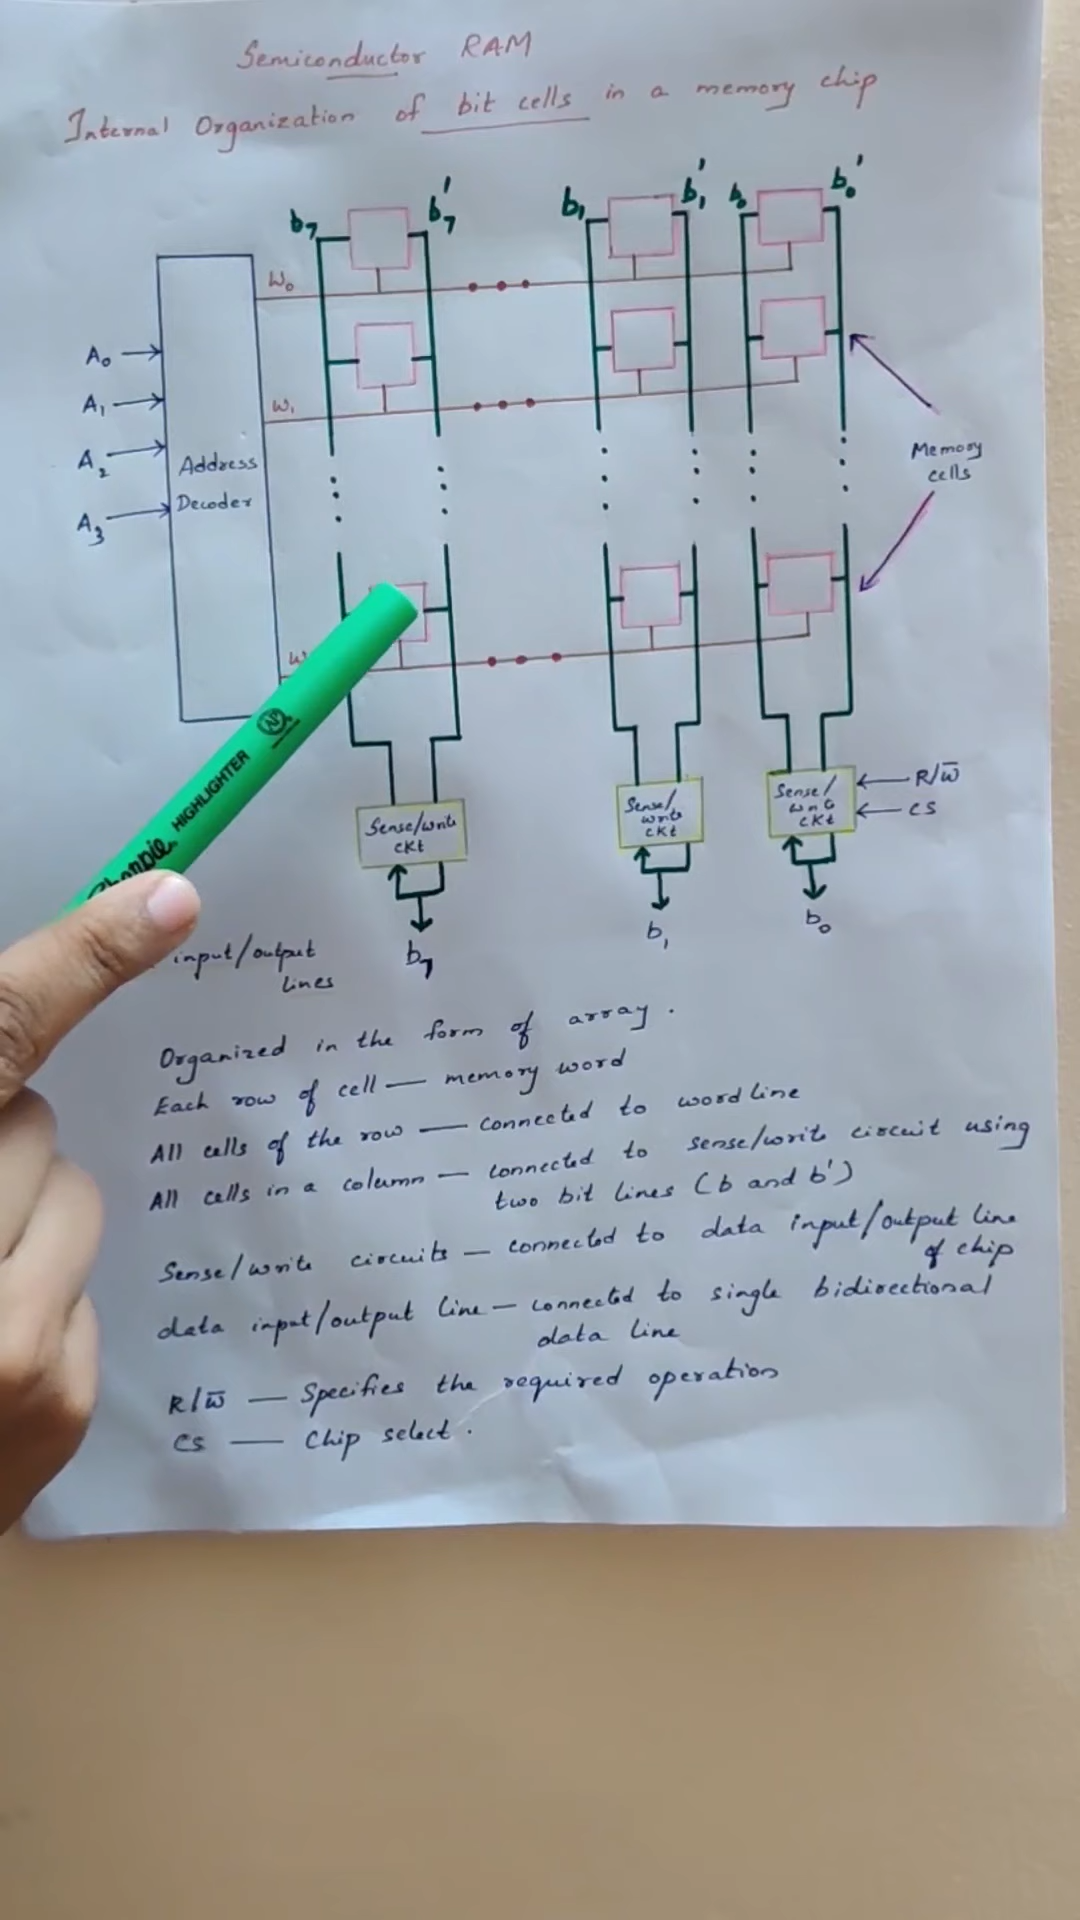 Semiconductor RAM
Internal Organization of bit cells in a memory chip
b7 b7' b1 b1' b0 b0'
W0
A0
A1
W1
A2
Address
Decoder
A3
Memory
cells
W
Sense/write
ckt
Sense/
write
ckt
Sense/
write
ckt
R/W̅
CS
Sharpie HIGHLIGHTER
AP
input/output
lines
b7
b1
b0
Organized in the form of array.
Each row of cell — memory word
All cells of the row — connected to word line
All cells in a column — connected to sense/write circuit using
two bit lines (b and b')
Sense/write circuits — connected to data input/output line
of chip
data input/output line — connected to single bidirectional
data line
R/W̅ — Specifies the required operation
CS — Chip select.